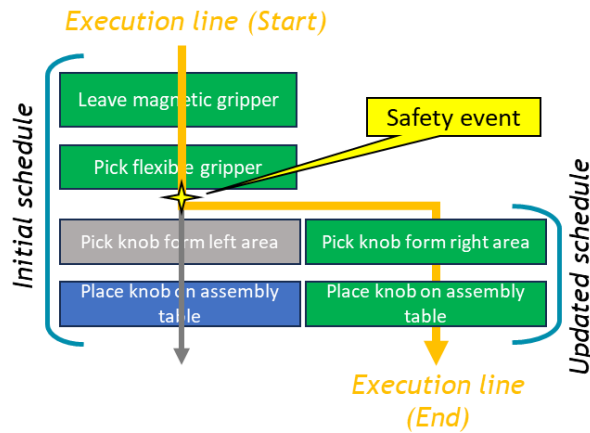 Execution line (Start)
Leave magnetic gripper
Safety event
Pick flexible gripper
Initial schedule
Pick knob form left area
Pick knob form right area
Place knob on assembly
table
Place knob on assembly
table
Updated schedule
Execution line
(End)